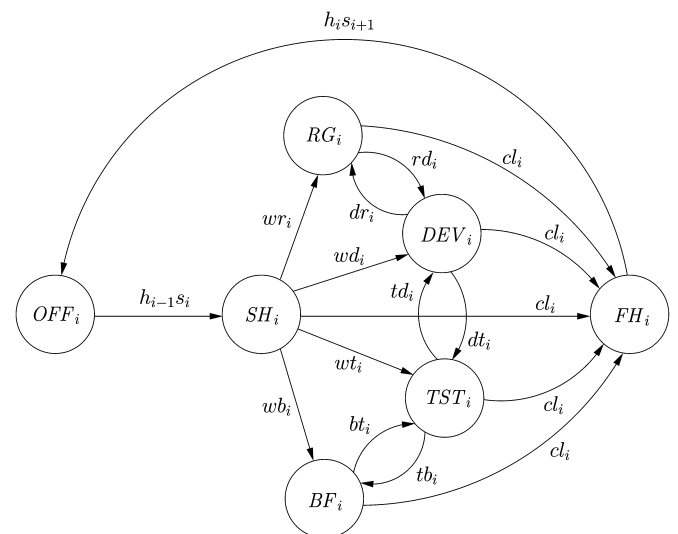 h_i s_{i+1}
RG_i
cl_i
rd_i
dr_i
wr_i
DEV_i
cl_i
wd_i
td_i
h_{i−1} s_i
cl_i
OFF_i
SH_i
FH_i
dt_i
wt_i
TST_i
cl_i
wb_i
bt_i
cl_i
tb_i
BF_i